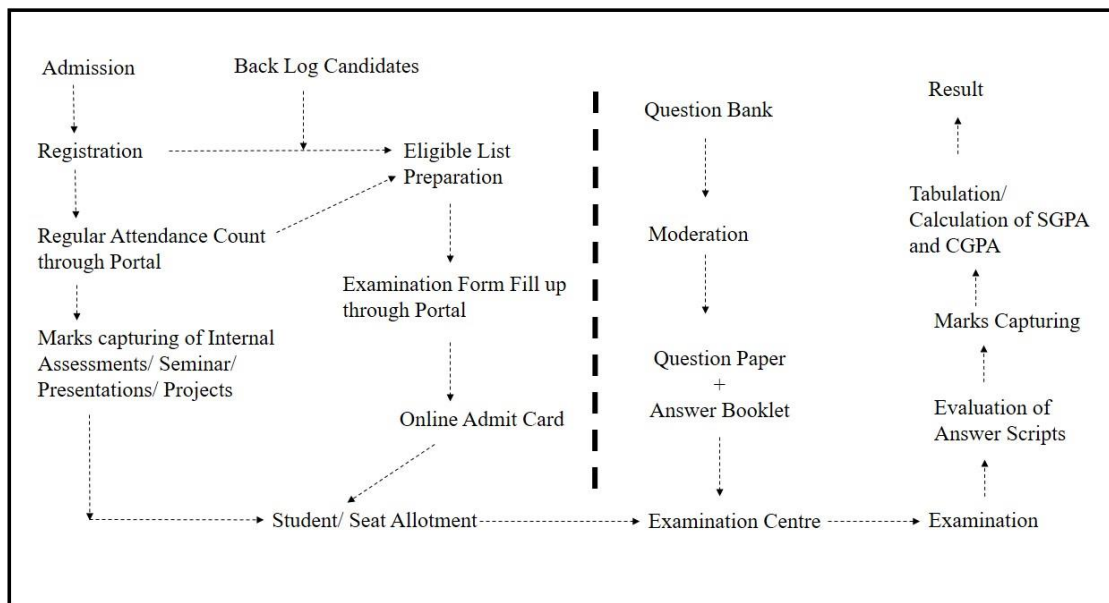 Admission
Back Log Candidates
Registration
Eligible List
Preparation
Regular Attendance Count
through Portal
Examination Form Fill up
through Portal
Marks capturing of Internal
Assessments/ Seminar/
Presentations/ Projects
Online Admit Card
Student/ Seat Allotment
Question Bank
Moderation
Question Paper
+
Answer Booklet
Examination Centre
Result
Tabulation/
Calculation of SGPA
and CGPA
Marks Capturing
Evaluation of
Answer Scripts
Examination